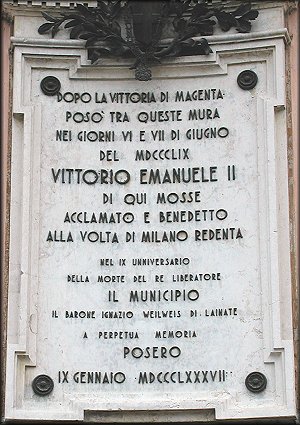 DOPO LA VITTORIA DI MAGENTA
POSO' TRA QUESTE MURA
NEI GIORNI VI E VII DI GIUGNO
DEL MDCCCLIX
VITTORIO EMANUELE II
DI QUI MOSSE
ACCLAMATO E BENEDETTO
ALLA VOLTA DI MILANO REDENTA
NEL IX UNNIVERSARIO
DELLA MORTE DEL RE LIBERATORE
IL MUNICIPIO
IL BARONE IGNAZIO WEILWEIS DI LAINATE
A PERPETUA MEMORIA
POSERO
IX GENNAIO MDCCCLXXXVII